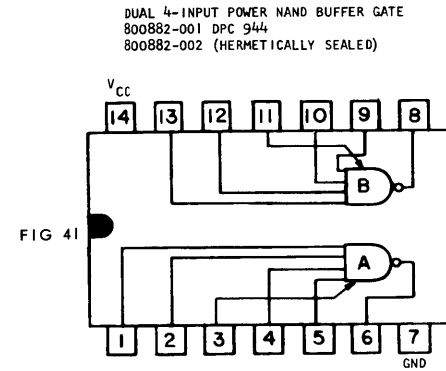 DUAL 4-INPUT POWER NAND BUFFER GATE
800882-001 DPC 944
800882-002 (HERMETICALLY SEALED)
VCC
14 13 12 11 10 9 8
B
FIG 41
A
1 2 3 4 5 6 7
GND